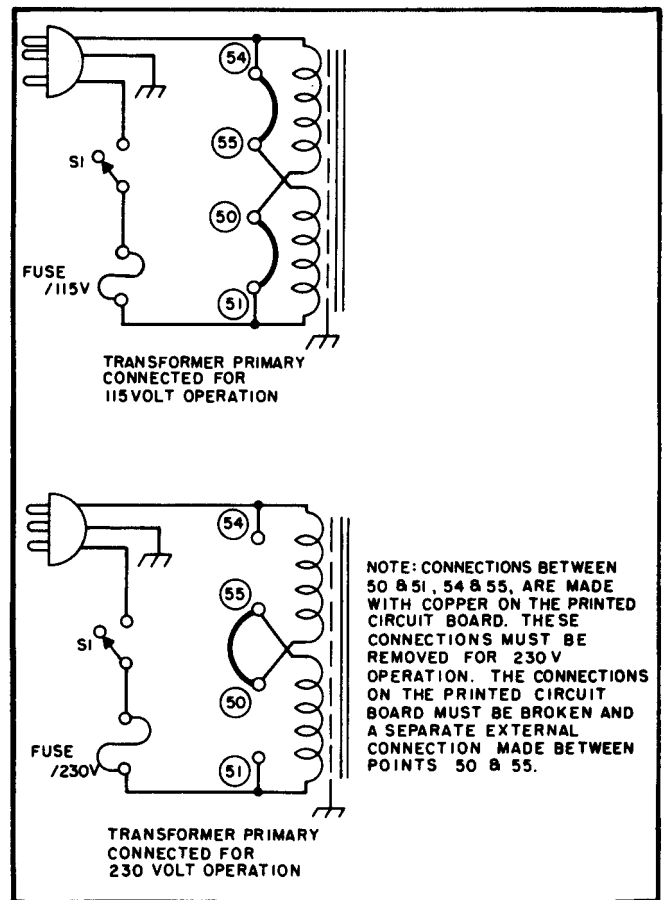 54
55
S1
50
FUSE
/115V
51
TRANSFORMER PRIMARY
CONNECTED FOR
115 VOLT OPERATION
54
55
S1
50
FUSE
/230V
51
NOTE: CONNECTIONS BETWEEN
50 & 51, 54 & 55, ARE MADE
WITH COPPER ON THE PRINTED
CIRCUIT BOARD. THESE
CONNECTIONS MUST BE
REMOVED FOR 230V
OPERATION. THE CONNECTIONS
ON THE PRINTED CIRCUIT
BOARD MUST BE BROKEN AND
A SEPARATE EXTERNAL
CONNECTION MADE BETWEEN
POINTS 50 & 55.
TRANSFORMER PRIMARY
CONNECTED FOR
230 VOLT OPERATION